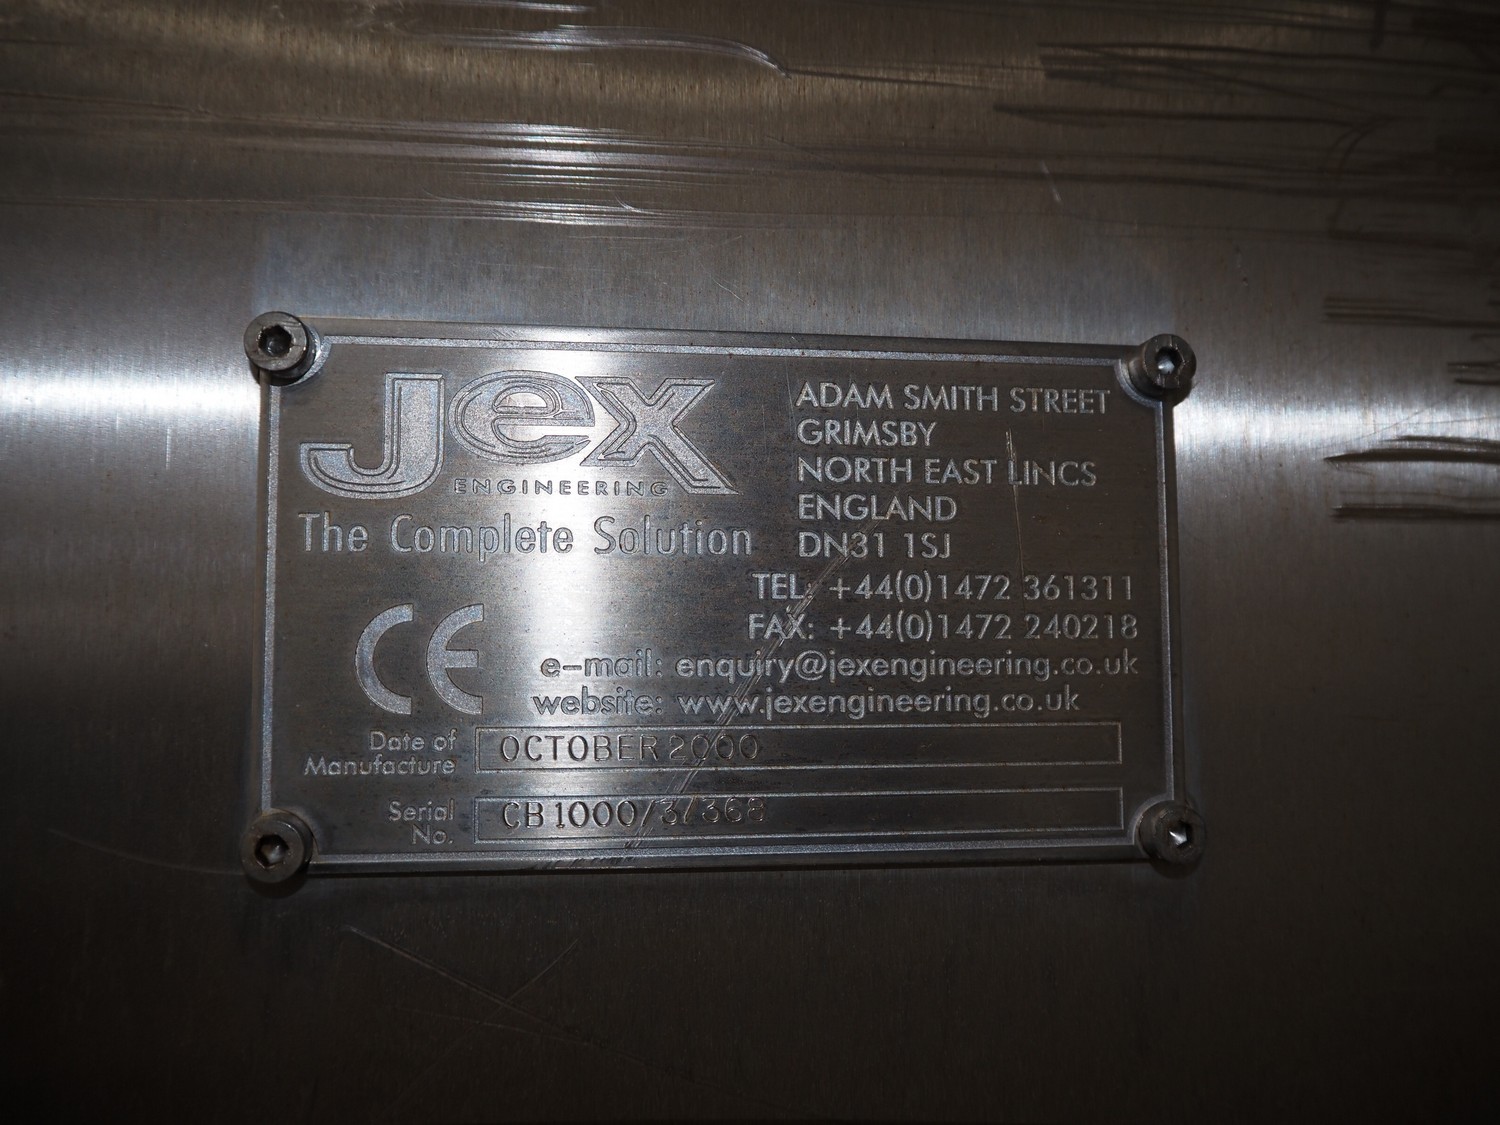 Jex
ENGINEERING
The Complete Solution
ADAM SMITH STREET
GRIMSBY
NORTH EAST LINCS
ENGLAND
DN31 1SJ
TEL: +44(0)1472 361311
FAX: +44(0)1472 240218
e-mail: enquiry@jexengineering.co.uk
website: www.jexengineering.co.uk
CE
Date of
Manufacture
OCTOBER 2000
Serial
No.
CB1000/3/368